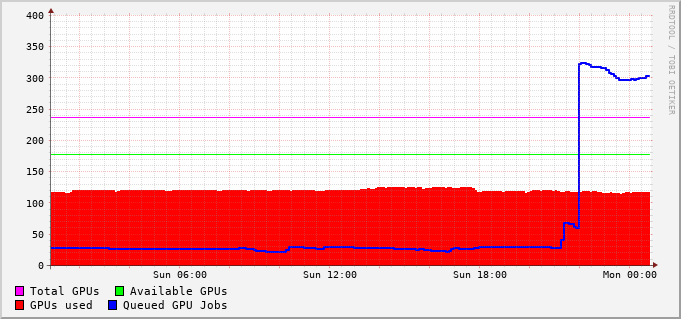 400
350
300
250
200
150
100
50
0
Sun 06:00 Sun 12:00 Sun 18:00 Mon 00:00
Total GPUs Available GPUs
GPUs used Queued GPU Jobs
RRDTOOL / TOBI OETIKER